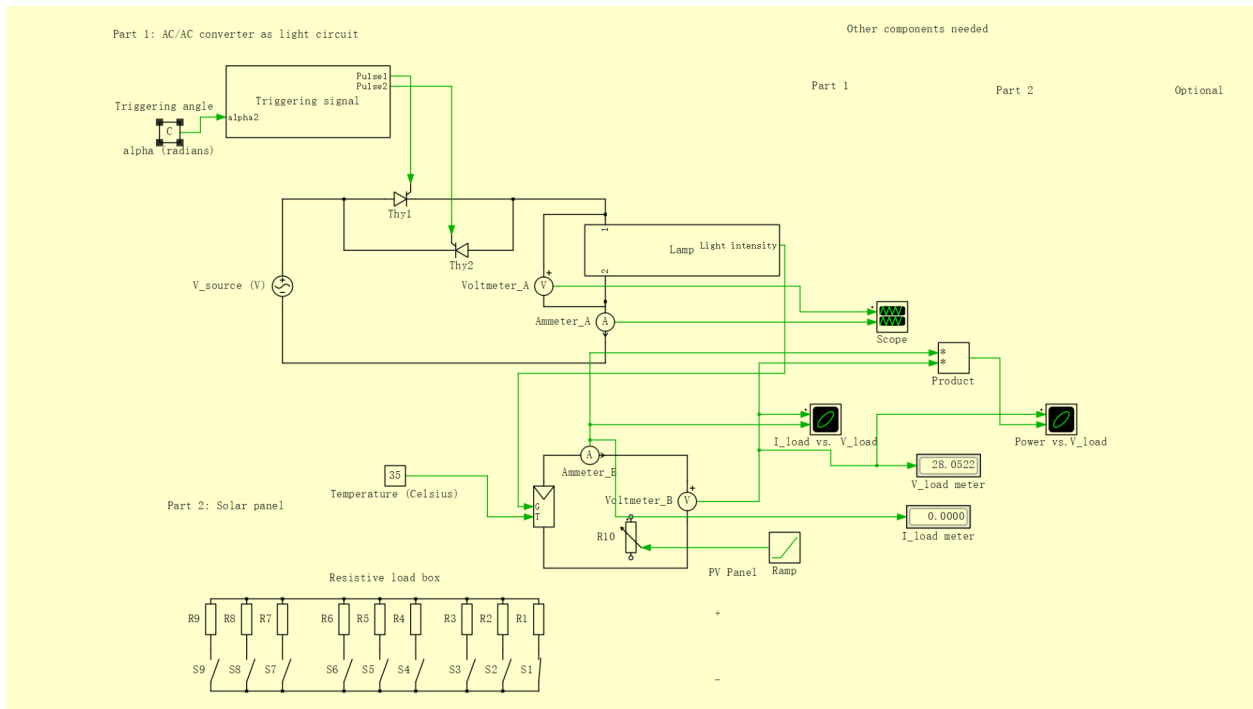 Part 1: AC/AC converter as light circuit
Other components needed
Part 1
Part 2
Optional
Pulse1
Pulse2
Triggering signal
alpha2
Triggering angle
C
alpha (radians)
Thy1
Thy2
1
Lamp
Light intensity
2
V_source (V)
Voltmeter_A
V
Ammeter_A
A
Scope
*
*
Product
I_load vs. V_load
Power vs.V_load
A
Ammeter_B
28.0522
V_load meter
35
Temperature (Celsius)
Voltmeter_B
V
Part 2: Solar panel
G
T
0.0000
I_load meter
R10
PV Panel
Ramp
Resistive load box
+
R9
R8
R7
R6
R5
R4
R3
R2
R1
S9
S8
S7
S6
S5
S4
S3
S2
S1
−